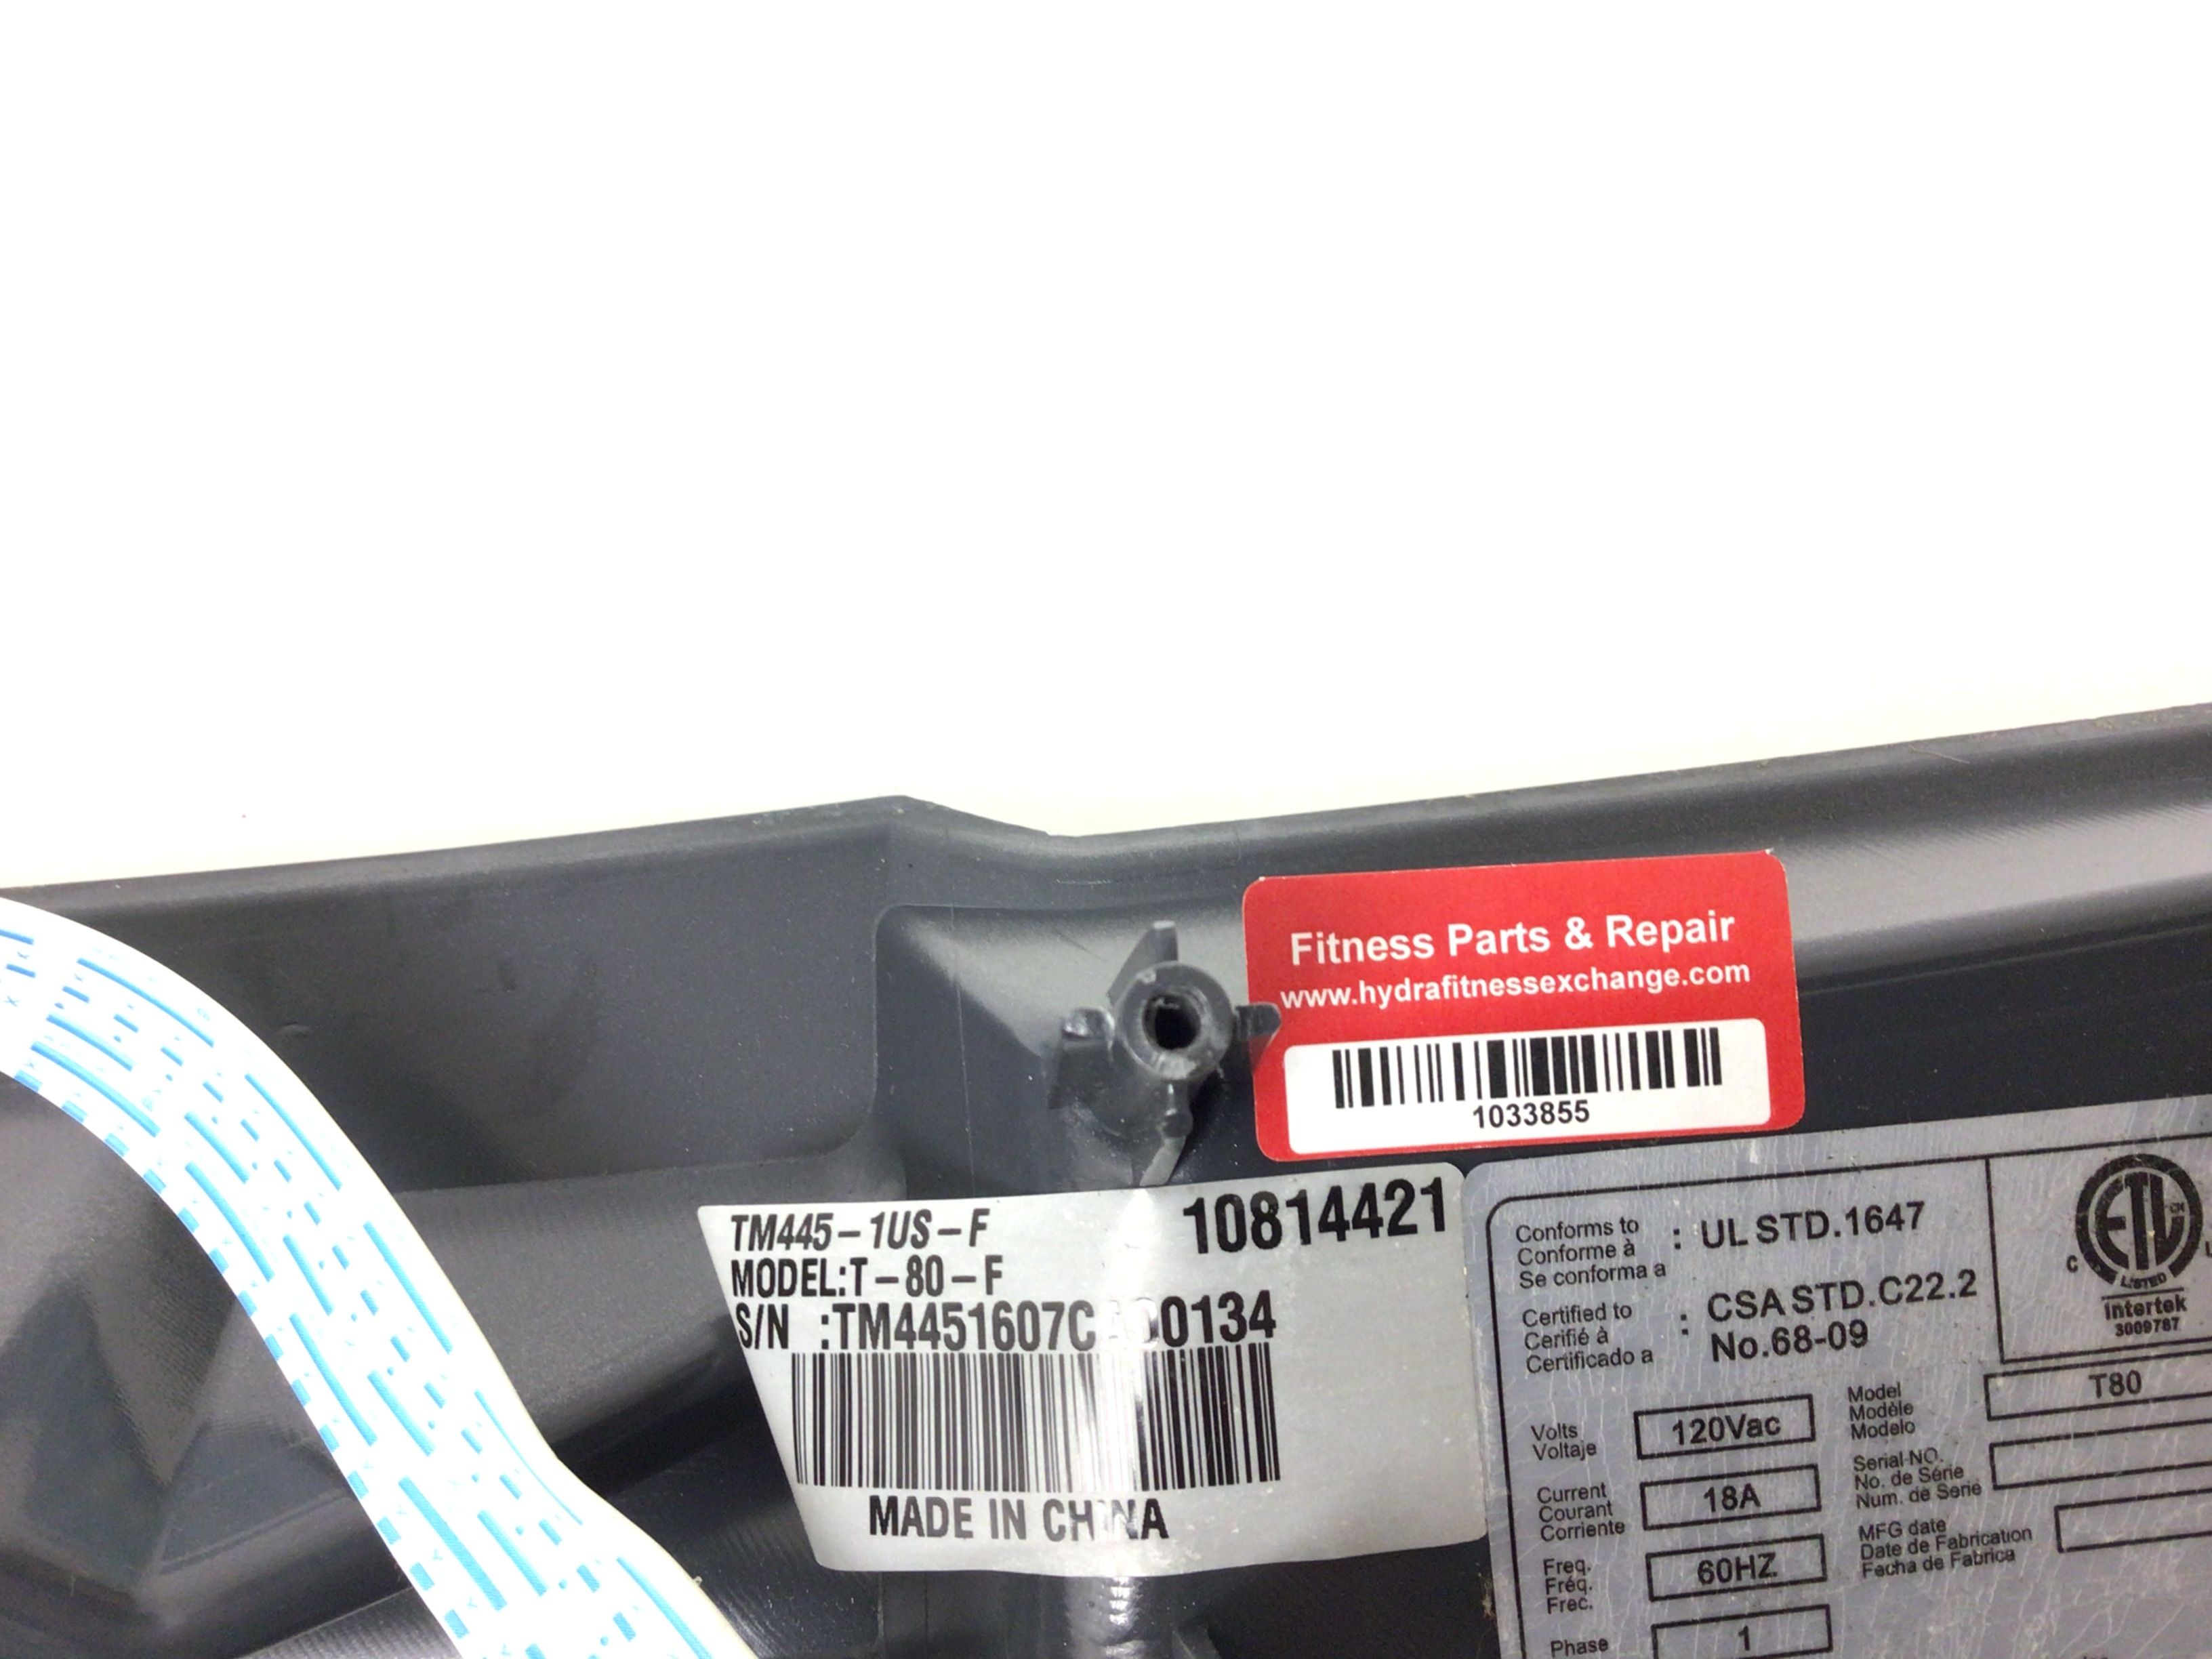 Fitness Parts & Repair
www.hydrafitnessexchange.com
1033855
TM445-1US-F 10814421
MODEL:T-80-F
S/N :
MADE IN CHINA
Conforms to
Conforme à : UL STD.1647
Se conforma a
Certified to
Cerifié à : CSA STD.C22.2
Certificado a No.68-09
ETL
CM
C
LISTED
Intertek
3009787
Volts
Voltaje
120Vac
Current
Courant
Corriente
18A
Freq.
Fréq.
Frec.
60HZ
Phase
1
Model
Modèle
Modelo
T80
Serial NO.
No. de Série
Num. de Serie
MFG date
Date de Fabrication
Fecha de Fabrica